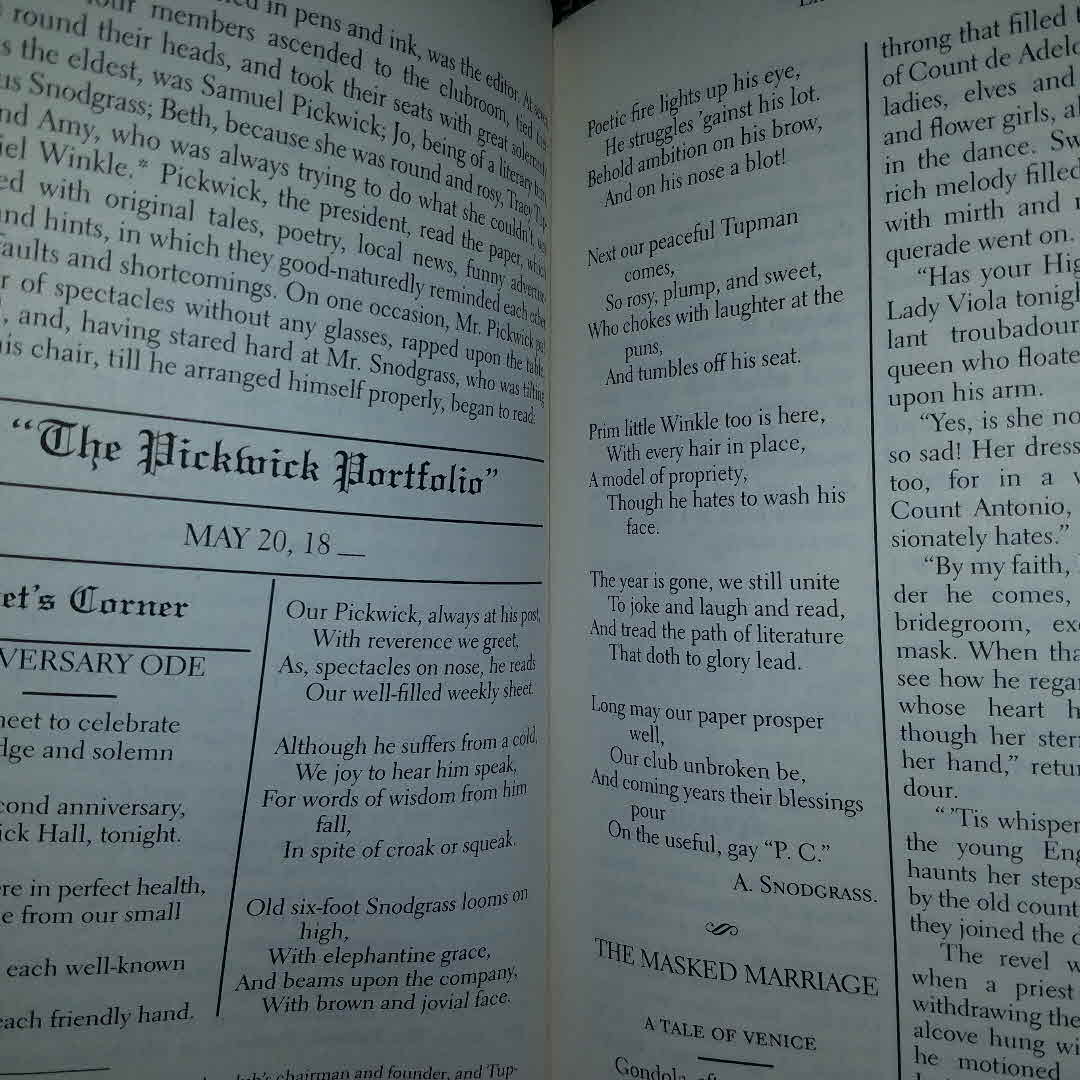 in pens and ink, was the editor. At seven
four members ascended to the clubroom, tied
round their heads, and took their seats with great solemnity.
s the eldest, was Samuel Pickwick; Jo, being of a literary turn,
us Snodgrass; Beth, because she was round and rosy, Tracy Tup-
nd Amy, who was always trying to do what she couldn't, was
iel Winkle.* Pickwick, the president, read the paper, which
ed with original tales, poetry, local news, funny advertise-
and hints, in which they good-naturedly reminded each other
faults and shortcomings. On one occasion, Mr. Pickwick put
r of spectacles without any glasses, rapped upon the table,
, and, having stared hard at Mr. Snodgrass, who was tilting
his chair, till he arranged himself properly, began to read:
"The Pickwick Portfolio"
MAY 20, 18 __
et's Corner
VERSARY ODE
neet to celebrate
dge and solemn
cond anniversary,
ick Hall, tonight.
re in perfect health,
e from our small
each well-known
each friendly hand.
Our Pickwick, always at his post,
With reverence we greet,
As, spectacles on nose, he reads
Our well-filled weekly sheet.
Although he suffers from a cold,
We joy to hear him speak,
For words of wisdom from him
fall,
In spite of croak or squeak.
Old six-foot Snodgrass looms on
high,
With elephantine grace,
And beams upon the company,
With brown and jovial face.
chairman and founder, and Tup-
Poetic fire lights up his eye,
He struggles 'gainst his lot.
Behold ambition on his brow,
And on his nose a blot!
Next our peaceful Tupman
comes,
So rosy, plump, and sweet,
Who chokes with laughter at the
puns,
And tumbles off his seat.
Prim little Winkle too is here,
With every hair in place,
A model of propriety,
Though he hates to wash his
face.
The year is gone, we still unite
To joke and laugh and read,
And tread the path of literature
That doth to glory lead.
Long may our paper prosper
well,
Our club unbroken be,
And coming years their blessings
pour
On the useful, gay "P. C."
A. SNODGRASS.
THE MASKED MARRIAGE
A TALE OF VENICE
Gondola
throng that filled
of Count de Adelo
ladies, elves and
and flower girls, al
in the dance. Sw
rich melody filled
with mirth and
querade went on.
"Has your Hig
Lady Viola tonigh
lant troubadour
queen who floate
upon his arm.
"Yes, is she no
so sad! Her dress
too, for in a
Count Antonio,
sionately hates."
"By my faith,
der he comes,
bridegroom, exc
mask. When tha
see how he regar
whose heart h
though her ster
her hand," retur
dour.
"'Tis whisper
the young Eng
haunts her steps
by the old count
they joined the d
The revel w
when a priest
withdrawing the
alcove hung wi
he motioned